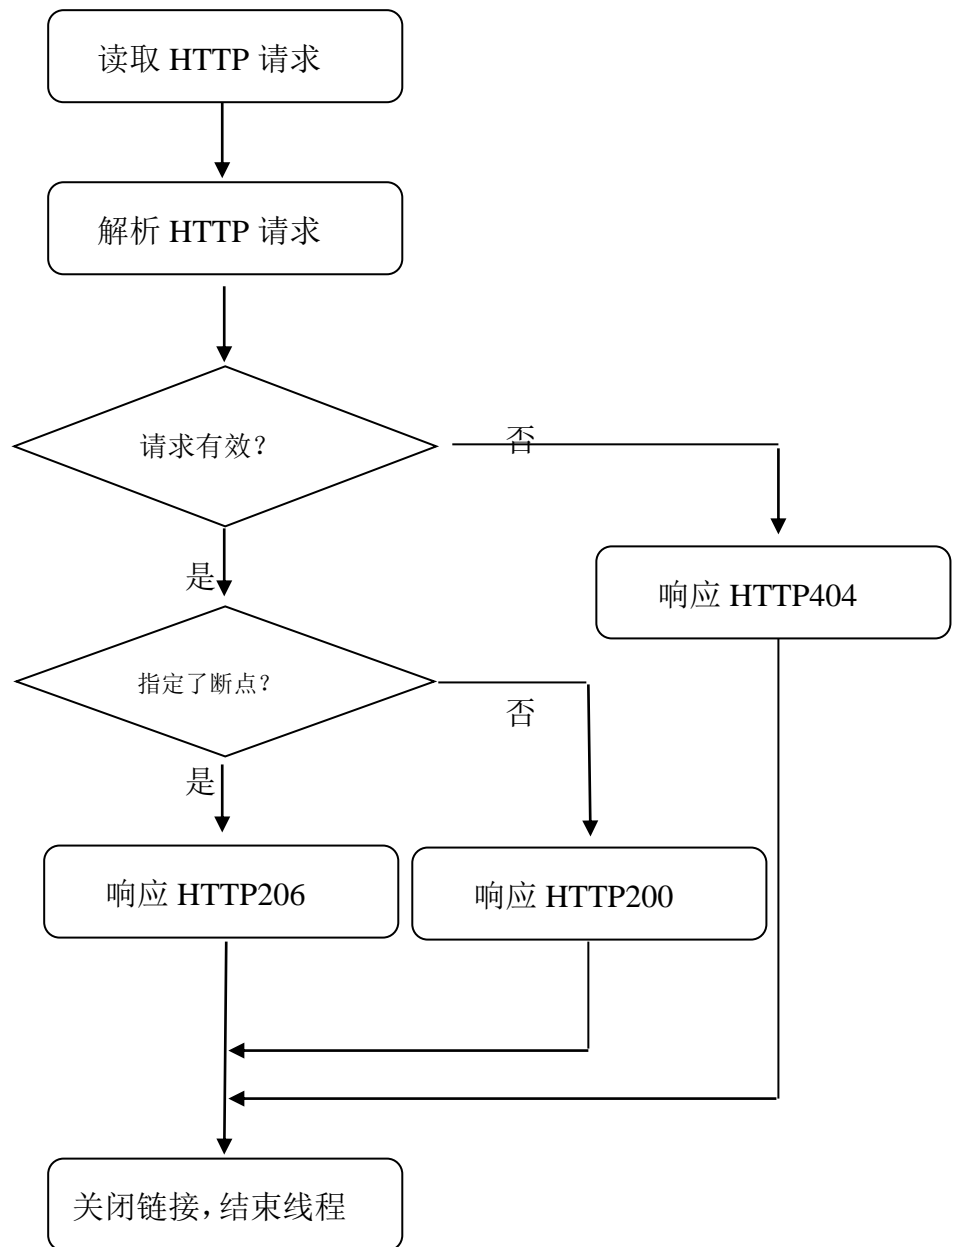 读取 HTTP 请求
解析 HTTP 请求
请求有效？
否
是
响应 HTTP404
指定了断点？
否
是
响应 HTTP206
响应 HTTP200
关闭链接，结束线程